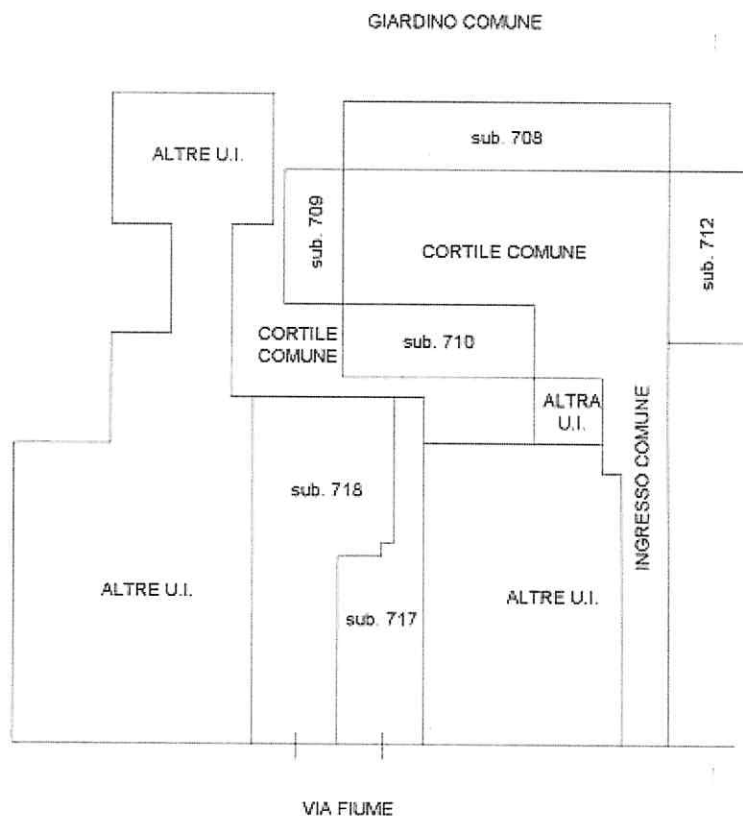 GIARDINO COMUNE
ALTRE U.I.
sub. 708
sub. 709
CORTILE COMUNE
sub. 712
CORTILE
COMUNE
sub. 710
ALTRA
U.I.
INGRESSO COMUNE
sub. 718
ALTRE U.I.
ALTRE U.I.
sub. 717
VIA FIUME